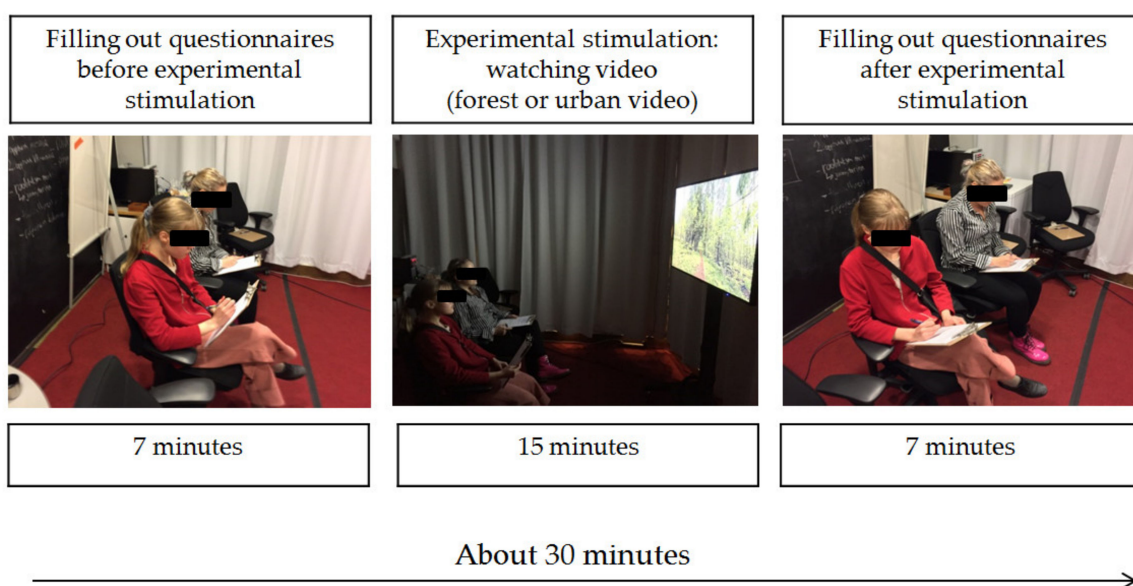 Filling out questionnaires
before experimental
stimulation
Experimental stimulation:
watching video
(forest or urban video)
Filling out questionnaires
after experimental
stimulation
7 minutes
15 minutes
7 minutes
About 30 minutes